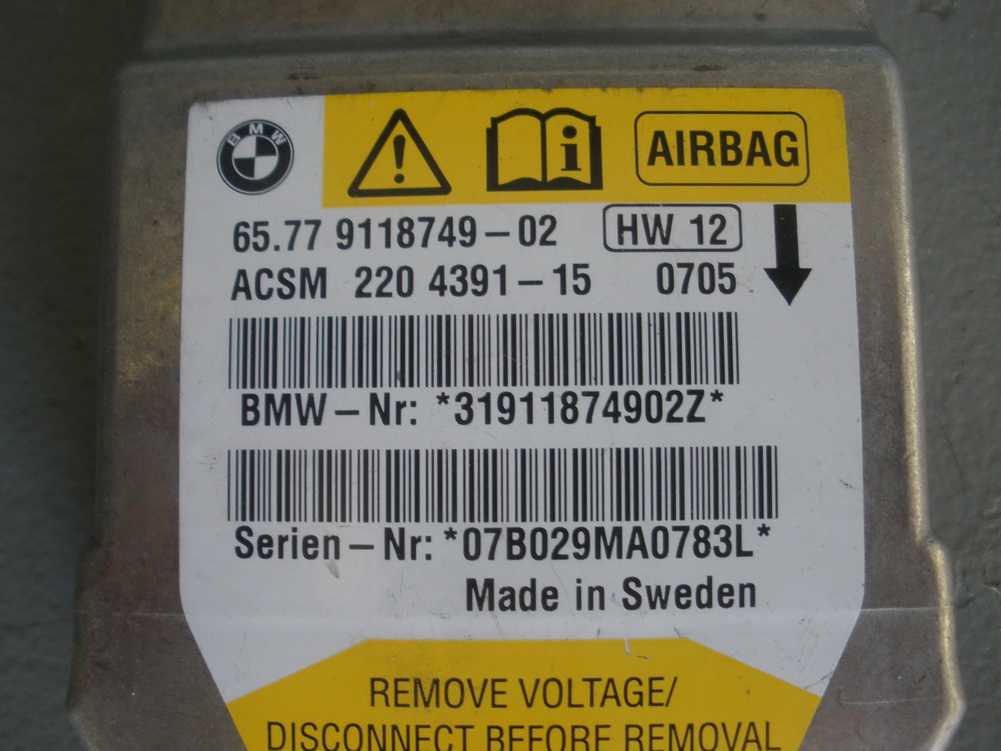 BMW
AIRBAG
65.77 9118749-02 HW 12
ACSM 220 4391-15 0705
BMW-Nr: *31911874902Z*
Serien-Nr: *07B029MA0783L*
Made in Sweden
REMOVE VOLTAGE/
DISCONNECT BEFORE REMOVAL